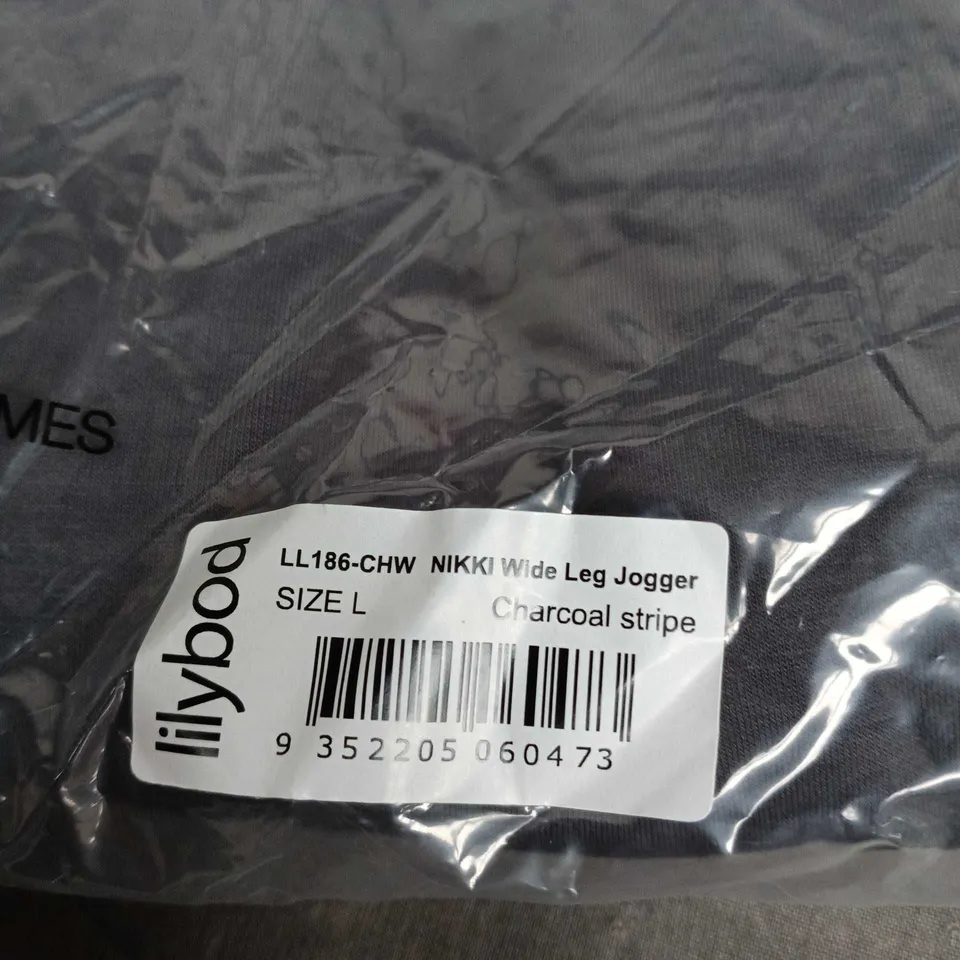 MES
lilybod
LL186-CHW NIKKI Wide Leg Jogger
SIZE L Charcoal stripe
9 352205 060473